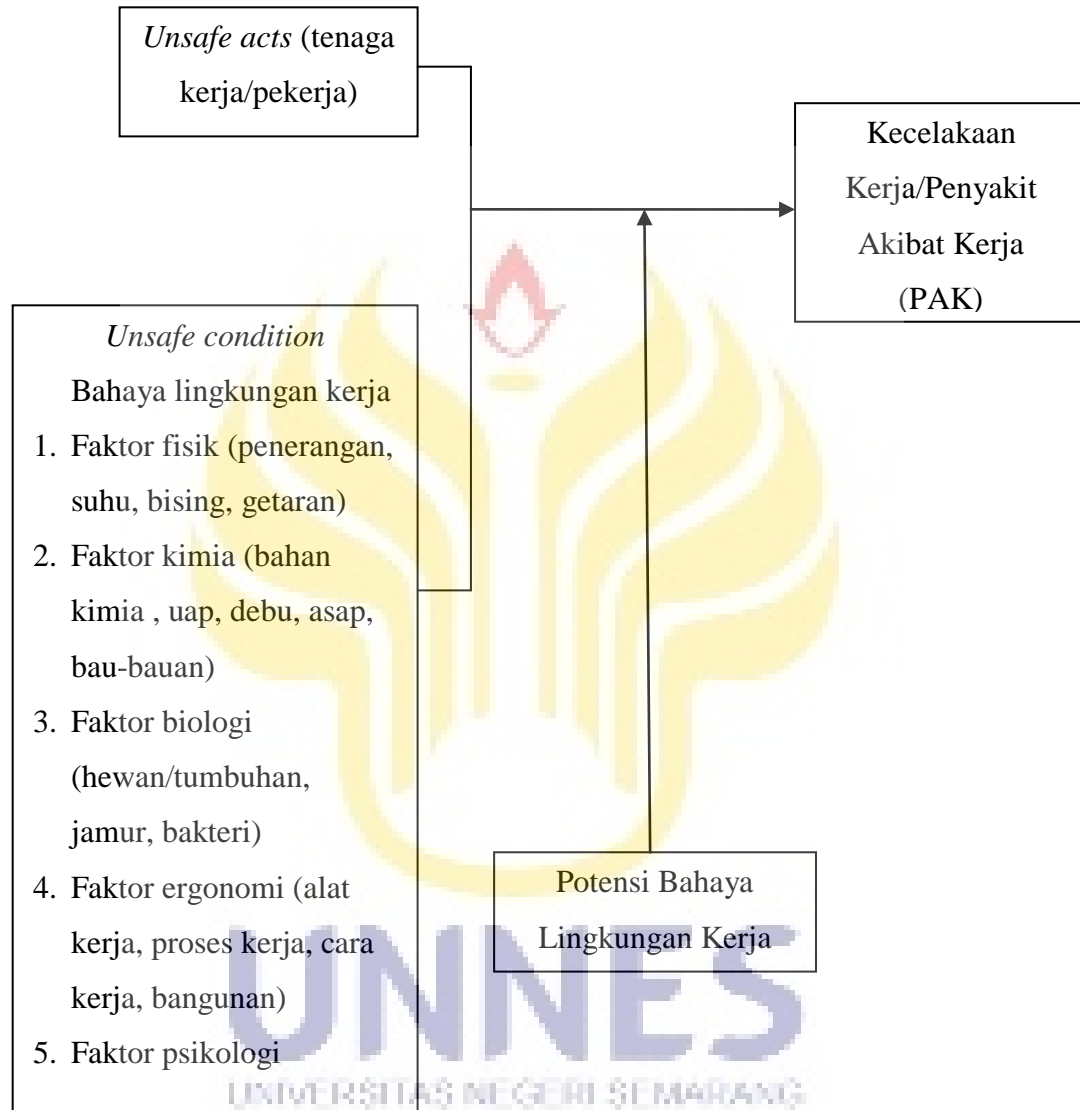 Unsafe acts (tenaga
kerja/pekerja)
Kecelakaan
Kerja/Penyakit
Akibat Kerja
(PAK)
Unsafe condition
Bahaya lingkungan kerja
1. Faktor fisik (penerangan,
suhu, bising, getaran)
2. Faktor kimia (bahan
kimia , uap, debu, asap,
bau-bauan)
3. Faktor biologi
(hewan/tumbuhan,
jamur, bakteri)
4. Faktor ergonomi (alat
kerja, proses kerja, cara
kerja, bangunan)
5. Faktor psikologi
Potensi Bahaya
Lingkungan Kerja
UNNES
UNIVERSITAS NEGERI SEMARANG